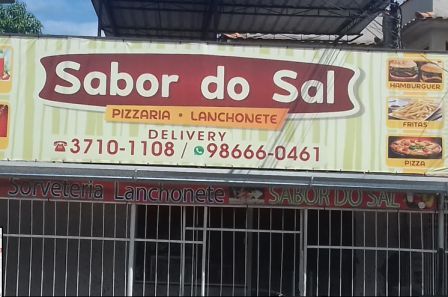 Sabor do Sal
PIZZARIA • LANCHONETE
DELIVERY
3710-1108 / 98666-0461
HAMBURGUER
FRITAS
PIZZA
Sorveteria Lanchonete SABOR DO SAL